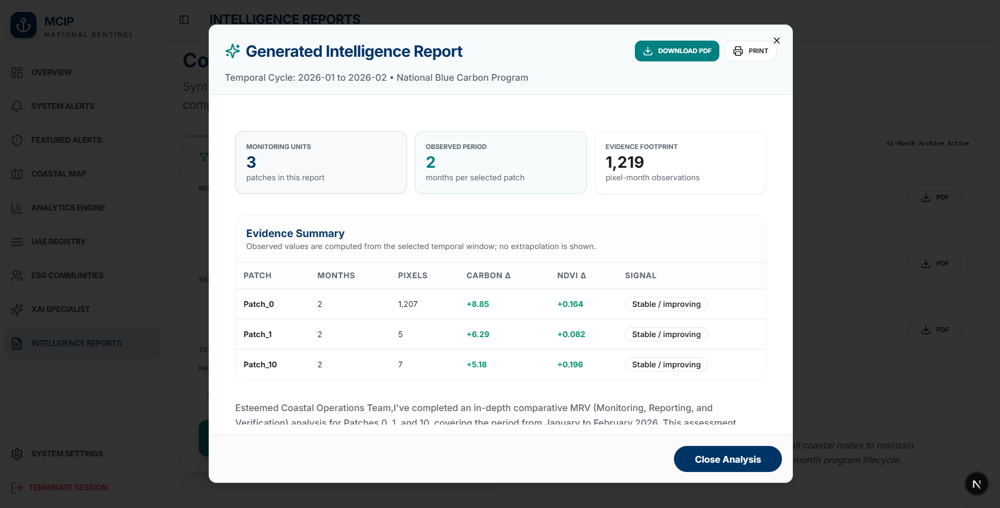 MCIP
NATIONAL SENTINEL
OVERVIEW
SYSTEM ALERTS
FEATURED ALERTS
COASTAL MAP
ANALYTICS ENGINE
UAE REGISTRY
ESG COMMUNITIES
XAI SPECIALIST
INTELLIGENCE REPORTS
SYSTEM SETTINGS
TERMINATE SESSION
INTELLIGENCE REPORTS
Generated Intelligence Report
DOWNLOAD PDF
PRINT
Temporal Cycle: 2026-01 to 2026-02 • National Blue Carbon Program
MONITORING UNITS
3
patches in this report
OBSERVED PERIOD
2
months per selected patch
EVIDENCE FOOTPRINT
1,219
pixel-month observations
Evidence Summary
Observed values are computed from the selected temporal window; no extrapolation is shown.
PATCH MONTHS PIXELS CARBON Δ NDVI Δ SIGNAL
Patch_0 2 1,207 +8.85 +0.164 Stable / improving
Patch_1 2 5 +6.29 +0.082 Stable / improving
Patch_10 2 7 +5.18 +0.196 Stable / improving
Esteemed Coastal Operations Team,I've completed an in-depth comparative MRV (Monitoring, Reporting, and
Verification) analysis for Patches 0, 1, and 10, covering the period from January to February 2026. This assessment
Close Analysis
61-Month Archive Active
PDF
PDF
PDF
all coastal nodes to maintain
month program lifecycle.
N